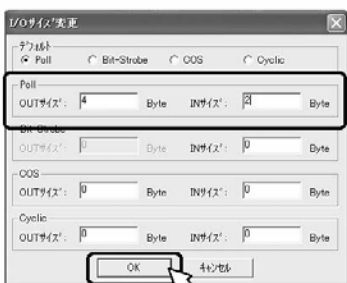 I/Oサイズ変更
デフォルト
Poll Bit-Strobe COS Cyclic
Poll
OUTサイズ: 4 Byte INサイズ: 2 Byte
Bit-Strobe
OUTサイズ: 0 Byte INサイズ: 0 Byte
COS
OUTサイズ: 0 Byte INサイズ: 0 Byte
Cyclic
OUTサイズ: 0 Byte INサイズ: 0 Byte
OK キャンセル